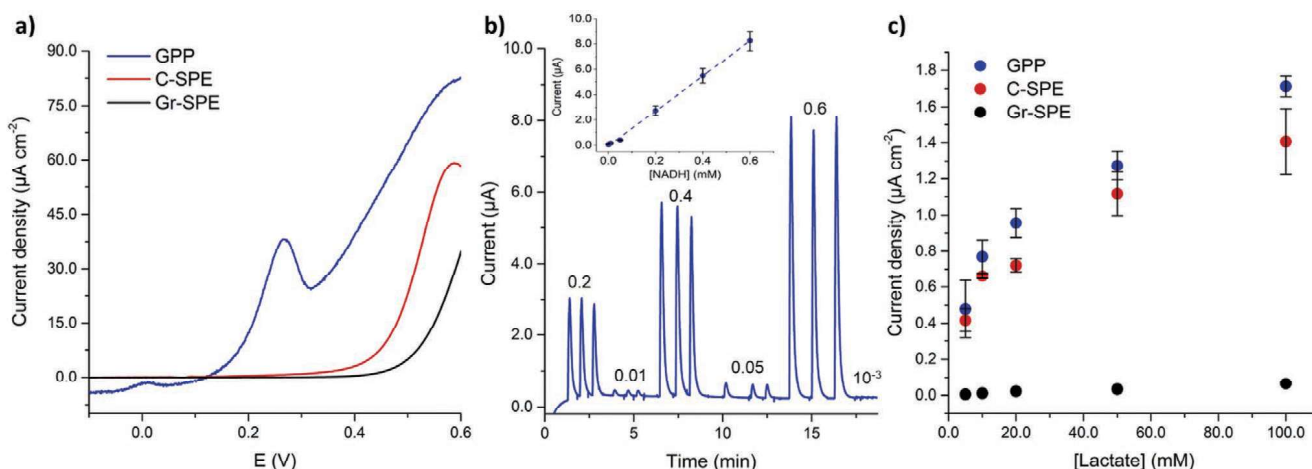 a)
GPP
C-SPE
Gr-SPE
Current density (µA cm⁻²)
90.0
75.0
60.0
45.0
30.0
15.0
0.0
0.0 0.2 0.4 0.6
E (V)
b)
10.0
8.0
6.0
4.0
2.0
0.0
Current (µA)
Current (µA)
10.0
8.0
6.0
4.0
2.0
0.0
0.0 0.2 0.4 0.6
[NADH] (mM)
0.2
0.01
0.4
0.05
0.6
10⁻³
0 5 10 15
Time (min)
c)
GPP
C-SPE
Gr-SPE
Current density (µA cm⁻²)
1.8
1.6
1.4
1.2
1.0
0.8
0.6
0.4
0.2
0.0
0.0 20.0 40.0 60.0 80.0 100.0
[Lactate] (mM)